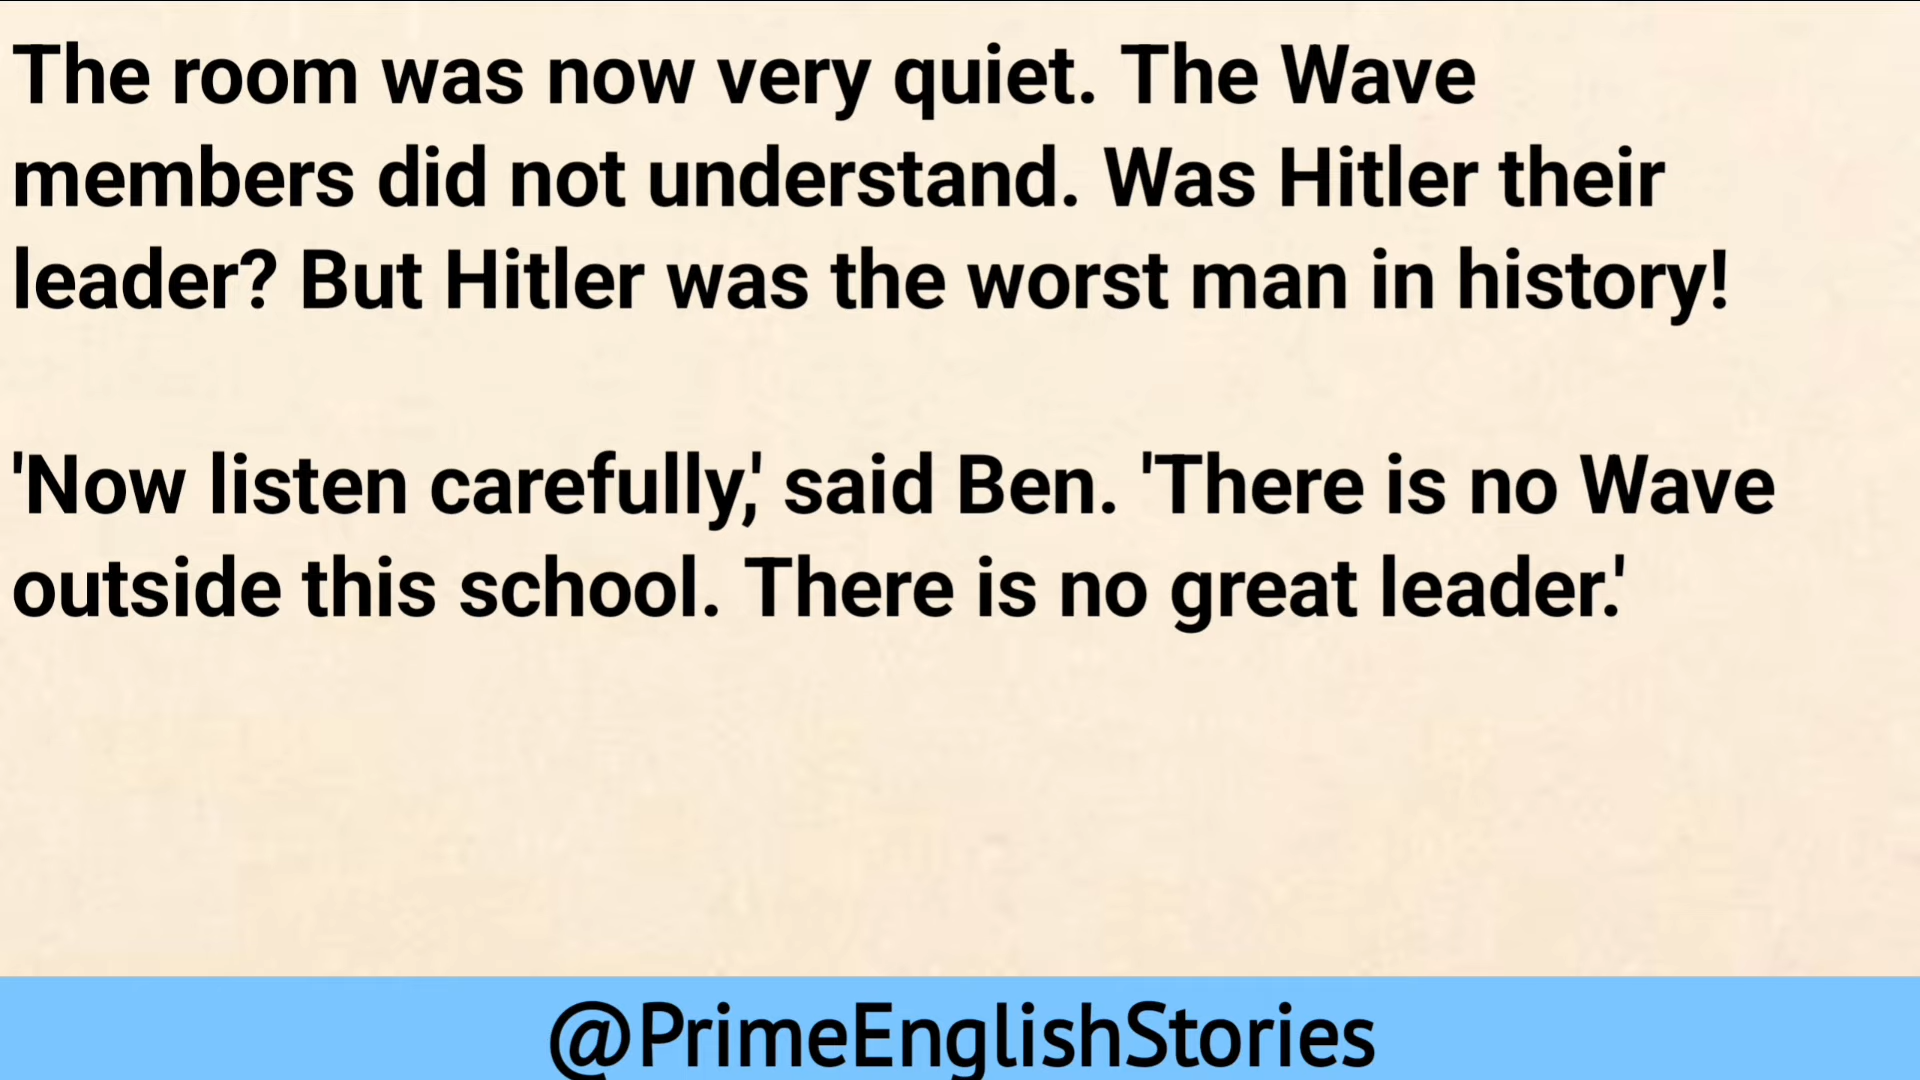 The room was now very quiet. The Wave
members did not understand. Was Hitler their
leader? But Hitler was the worst man in history!
'Now listen carefully,' said Ben. 'There is no Wave
outside this school. There is no great leader.'
@PrimeEnglishStories